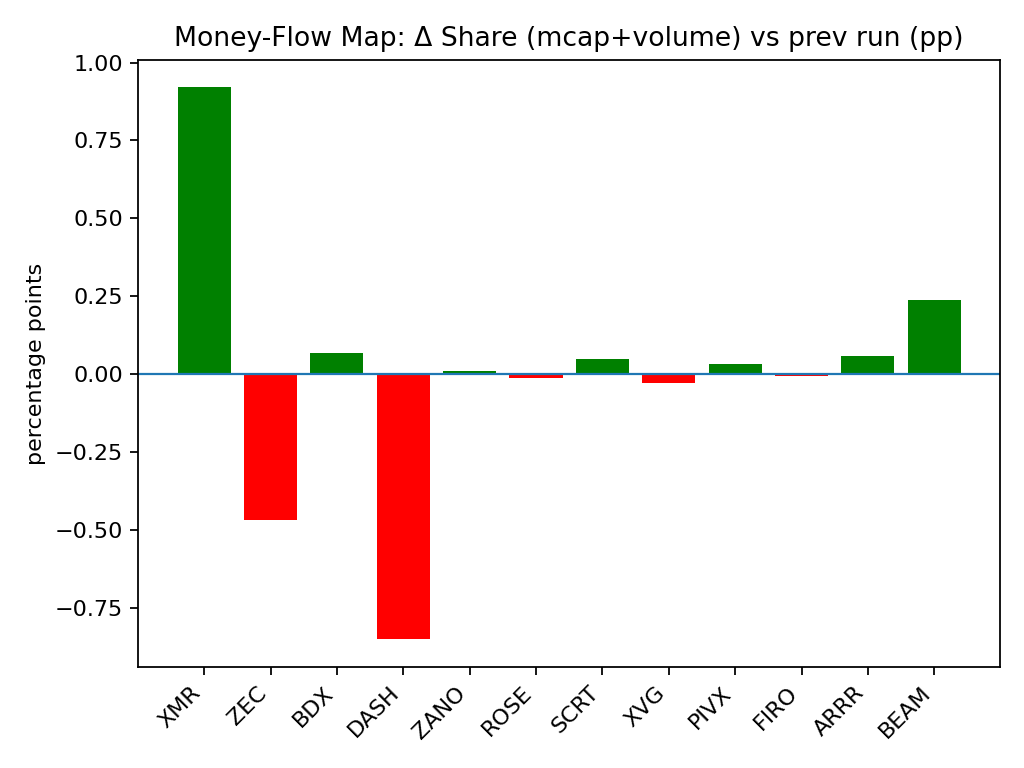 Money-Flow Map: Δ Share (mcap+volume) vs prev run (pp)
percentage points
1.00
0.75
0.50
0.25
0.00
−0.25
−0.50
−0.75
XMR
ZEC
BDX
DASH
ZANO
ROSE
SCRT
XVG
PIVX
FIRO
ARRR
BEAM